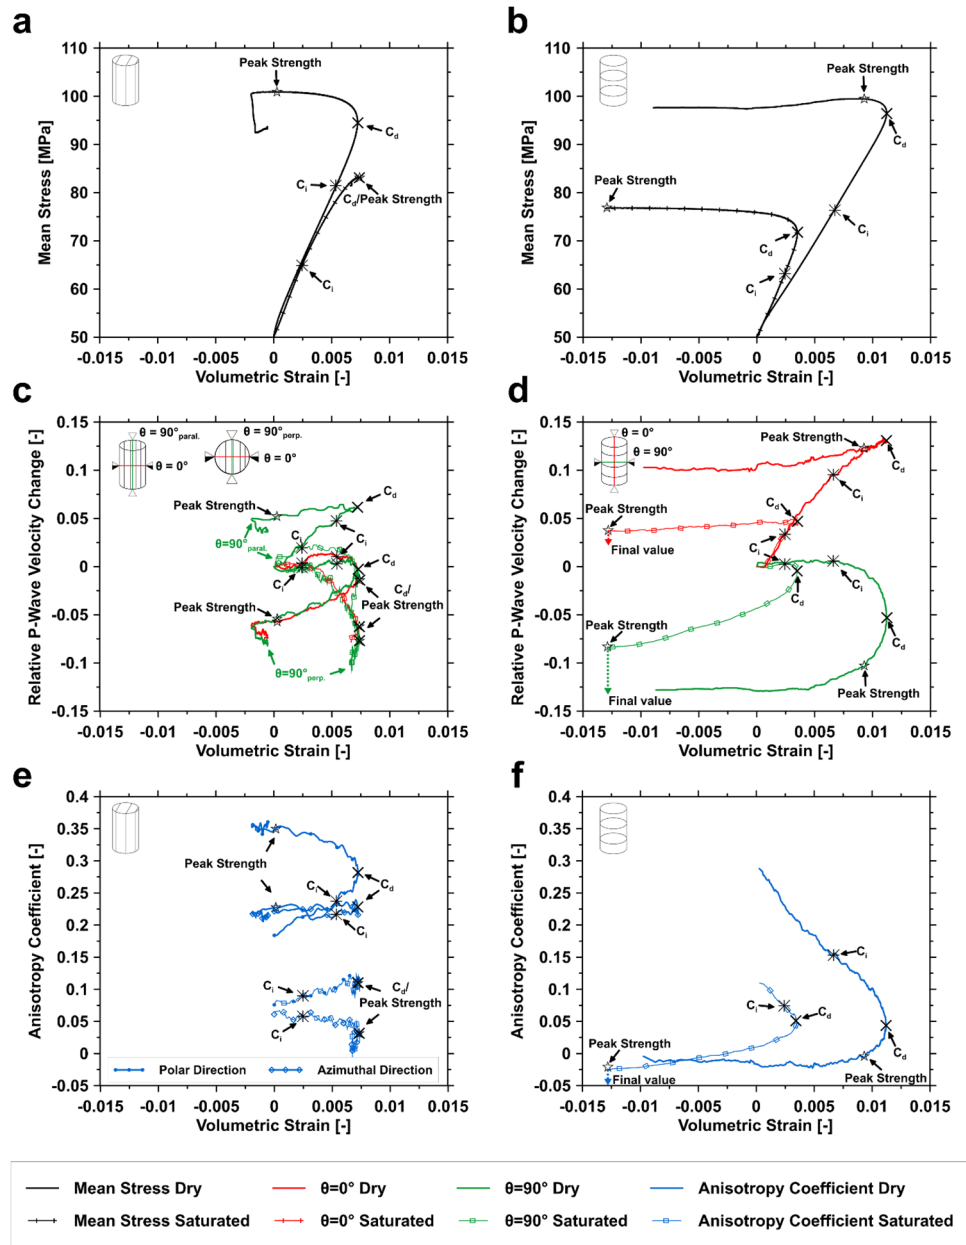 a
110
100
90
80
70
60
50
Mean Stress [MPa]
Peak Strength
Cd
Ci
Cd/Peak Strength
Ci
-0.015 -0.01 -0.005 0 0.005 0.01 0.015
Volumetric Strain [-]
b
110
100
90
80
70
60
50
Mean Stress [MPa]
Peak Strength
Cd
Peak Strength
Ci
Cd
Ci
-0.015 -0.01 -0.005 0 0.005 0.01 0.015
Volumetric Strain [-]
c
0.15
0.1
0.05
0
-0.05
-0.1
-0.15
Relative P-Wave Velocity Change [-]
θ = 90°paral.
θ = 0°
θ = 90°perp.
θ = 0°
Peak Strength
Cd
θ=90°paral.
Ci
Ci
Ci
Cd
Cd/
Peak Strength
Peak Strength
θ=90°perp.
-0.015 -0.01 -0.005 0 0.005 0.01 0.015
Volumetric Strain [-]
d
0.15
0.1
0.05
0
-0.05
-0.1
-0.15
Relative P-Wave Velocity Change [-]
θ = 0°
θ = 90°
Peak Strength
Cd
Ci
Peak Strength
Cd
Final value
Ci
Ci
Cd
Peak Strength
Cd
Final value
Peak Strength
-0.015 -0.01 -0.005 0 0.005 0.01 0.015
Volumetric Strain [-]
e
0.4
0.35
0.3
0.25
0.2
0.15
0.1
0.05
0
-0.05
Anisotropy Coefficient [-]
Peak Strength
Ci
Cd
Ci
Ci
Cd/
Peak Strength
Ci
Polar Direction
Azimuthal Direction
-0.015 -0.01 -0.005 0 0.005 0.01 0.015
Volumetric Strain [-]
f
0.4
0.35
0.3
0.25
0.2
0.15
0.1
0.05
0
-0.05
Anisotropy Coefficient [-]
Ci
Ci
Cd
Peak Strength
Cd
Final value
Peak Strength
-0.015 -0.01 -0.005 0 0.005 0.01 0.015
Volumetric Strain [-]
Mean Stress Dry
θ=0° Dry
θ=90° Dry
Anisotropy Coefficient Dry
Mean Stress Saturated
θ=0° Saturated
θ=90° Saturated
Anisotropy Coefficient Saturated